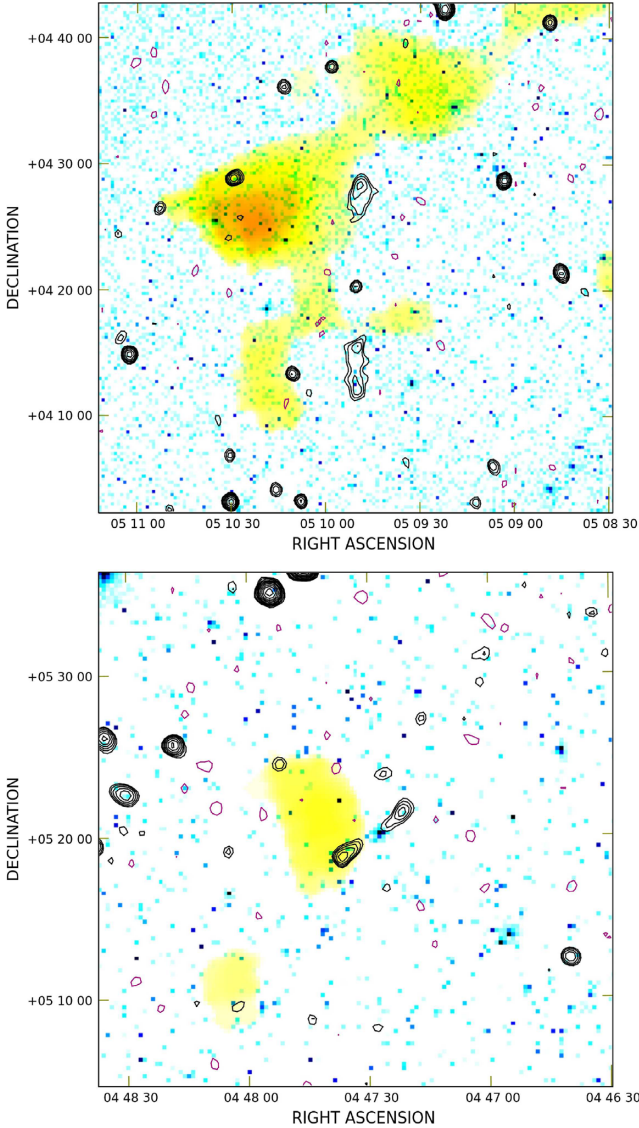 +04 40 00
+04 30 00
+04 20 00
+04 10 00
DECLINATION
05 11 00 05 10 30 05 10 00 05 09 30 05 09 00 05 08 30
RIGHT ASCENSION
+05 30 00
+05 20 00
+05 10 00
DECLINATION
04 48 30 04 48 00 04 47 30 04 47 00 04 46 30
RIGHT ASCENSION